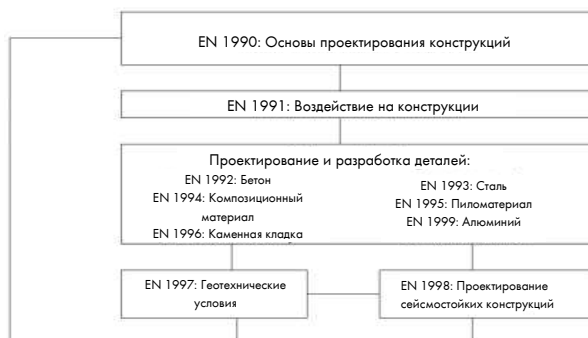 EN 1990: Основы проектирования конструкций
EN 1991: Воздействие на конструкции
Проектирование и разработка деталей:
EN 1992: Бетон
EN 1994: Композиционный
материал
EN 1996: Каменная кладка
EN 1993: Сталь
EN 1995: Пиломатериал
EN 1999: Алюминий
EN 1997: Геотехнические
условия
EN 1998: Проектирование
сейсмостойких конструкций